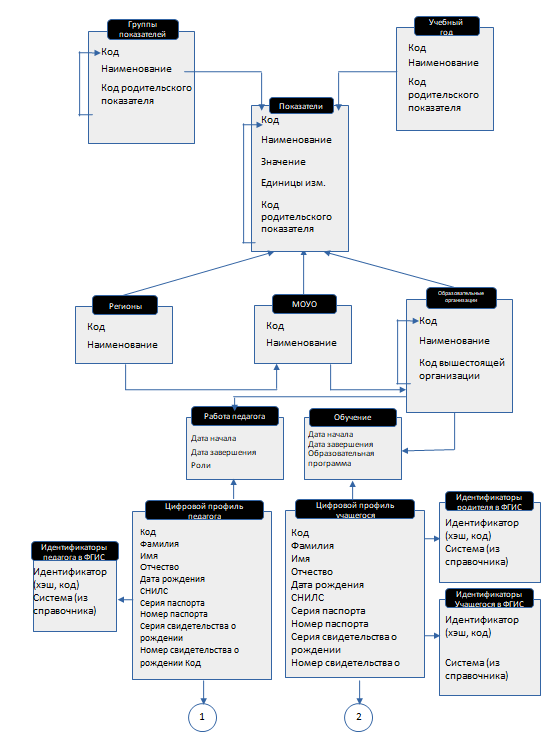 Группы
показателей
Код
Наименование
Код родительского
показателя
Учебный
год
Код
Наименование
Код
родительского
показателя
Показатели
Код
Наименование
Значение
Единицы изм.
Код
родительского
показателя
Регионы
Код
Наименование
МОУО
Код
Наименование
Образовательные
организации
Код
Наименование
Код вышестоящей
организации
Работа педагога
Дата начала
Дата завершения
Роли
Обучение
Дата начала
Дата завершения
Образовательная
программа
Цифровой профиль
педагога
Код
Фамилия
Имя
Отчество
Дата рождения
СНИЛС
Серия паспорта
Номер паспорта
Серия свидетельства о
рождении
Номер свидетельства о
рождении Код
Цифровой профиль
учащегося
Код
Фамилия
Имя
Отчество
Дата рождения
СНИЛС
Серия паспорта
Номер паспорта
Серия свидетельства о
рождении
Номер свидетельства о
Идентификаторы
родителя в ФГИС
Идентификатор
(хэш, код)
Система (из
справочника)
Идентификаторы
педагога в ФГИС
Идентификатор
(хэш, код)
Система (из
справочника)
Идентификаторы
Учащегося в ФГИС
Идентификатор
(хэш, код)
Система (из
справочника)
1
2